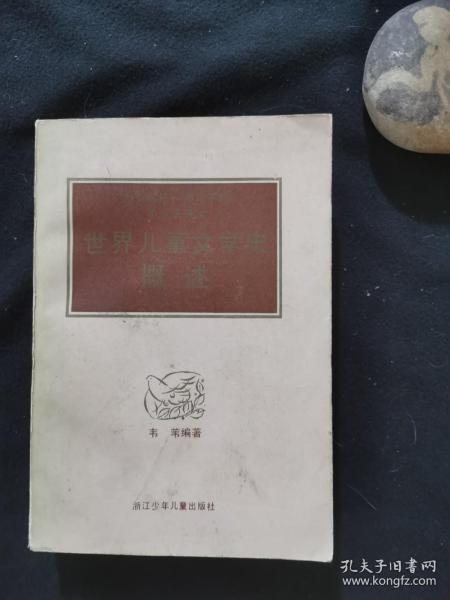 世界儿童文学史
概述
韦 苇编著
浙江少年儿童出版社
孔夫子旧书网
www.kongfz.com